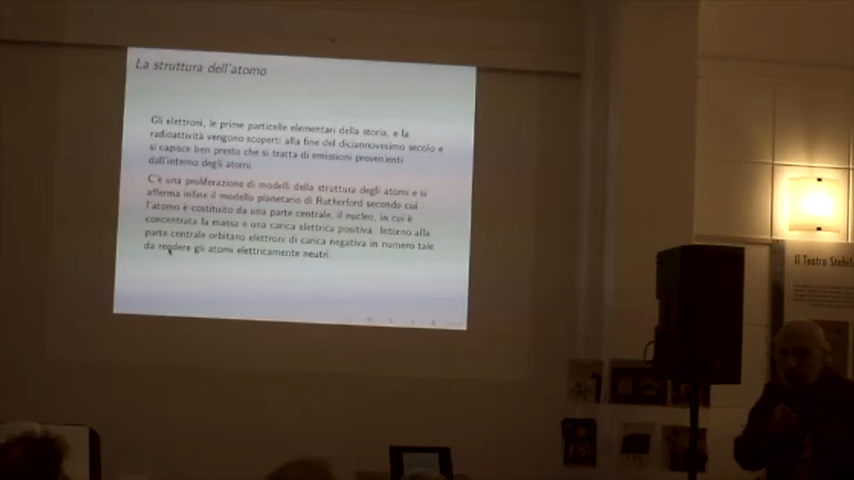 La struttura dell'atomo
Gli elettroni, le prime particelle elementari della storia, e la
radioattività vengono scoperti alla fine del diciannovesimo secolo e
si capisce ben presto che si tratta di emissioni provenienti
dall'interno degli atomi.
C'è una proliferazione di modelli della struttura degli atomi e si
afferma infine il modello planetario di Rutherford secondo cui
l'atomo è costituito da una parte centrale, il nucleo, in cui è
concentrata la massa e una carica elettrica positiva. Intorno alla
parte centrale orbitano elettroni di carica negativa in numero tale
da rendere gli atomi elettricamente neutri.
Il Teatro Stabil